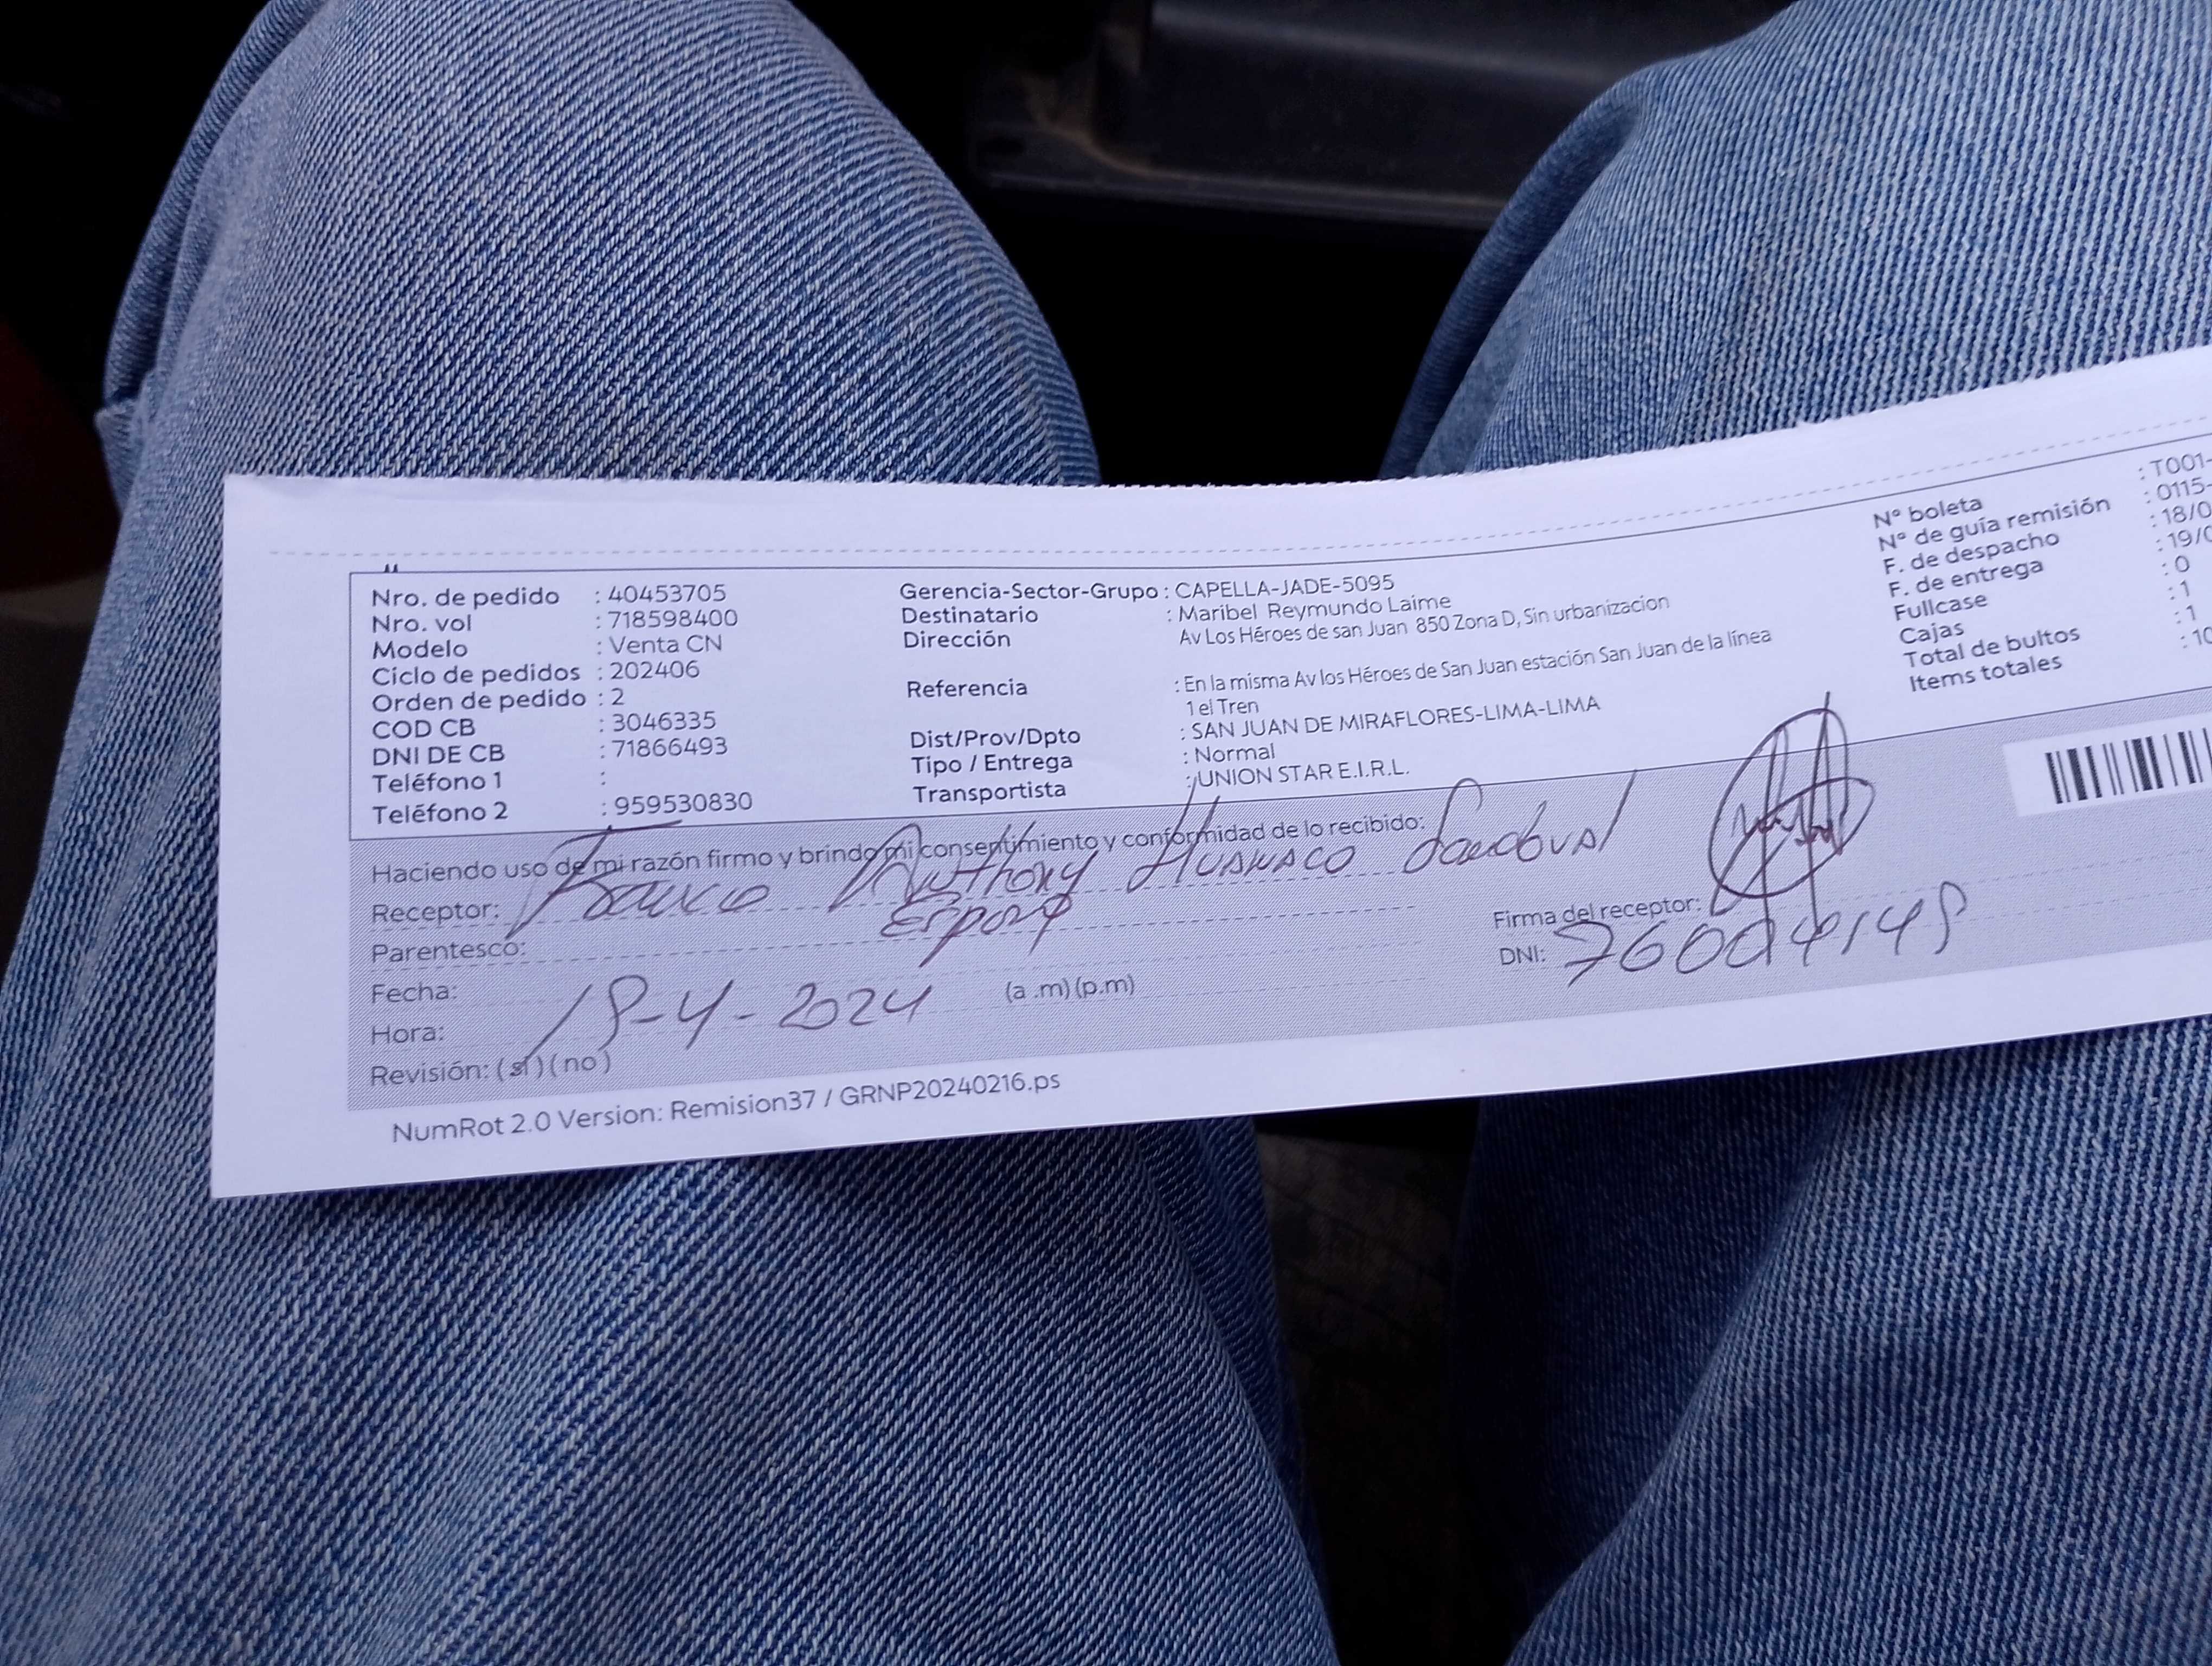 Nro. de pedido : 40453705
Nro. vol : 718598400
Modelo : Venta CN
Ciclo de pedidos : 202406
Orden de pedido : 2
COD CB : 3046335
DNI DE CB : 71866493
Teléfono 1 :
Teléfono 2 : 959530830
Gerencia-Sector-Grupo : CAPELLA-JADE-5095
Destinatario : Maribel Reymundo Laime
Dirección Av Los Héroes de san Juan 850 Zona D, Sin urbanizacion
Referencia : En la misma Av los Héroes de San Juan estación San Juan de la línea
1 el Tren
Dist/Prov/Dpto : SAN JUAN DE MIRAFLORES-LIMA-LIMA
Tipo / Entrega : Normal
Transportista : UNION STAR E.I.R.L.
N° boleta : T001-
N° de guía remisión : 0115-
F. de despacho : 18/0
F. de entrega : 19/0
Fullcase : 0
Cajas : 1
Total de bultos : 1
Items totales : 10
Haciendo uso de mi razón firmo y brindo mi consentimiento y conformidad de lo recibido:
Receptor: Franco Anthony Huanaco Sandoval
Parentesco: Esposo
Fecha: 18-4-2024
Hora: (a .m) (p.m)
Revisión: (sí) (no)
Firma del receptor:
DNI:
NumRot 2.0 Version: Remision37 / GRNP20240216.ps